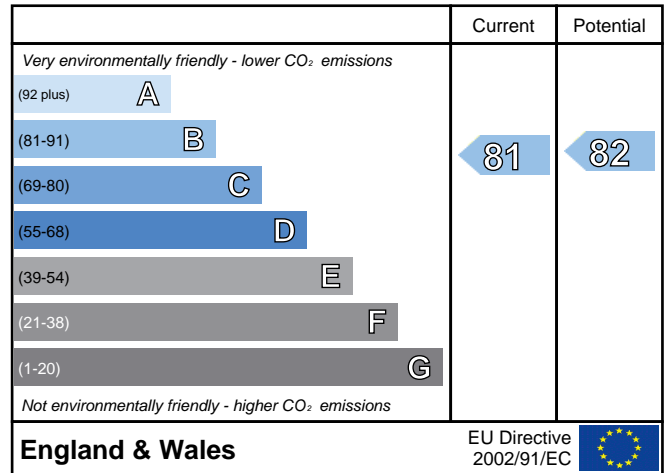 Current Potential
Very environmentally friendly - lower CO₂ emissions
(92 plus) A
(81-91) B
81 82
(69-80) C
(55-68) D
(39-54) E
(21-38) F
(1-20) G
Not environmentally friendly - higher CO₂ emissions
England & Wales
EU Directive
2002/91/EC